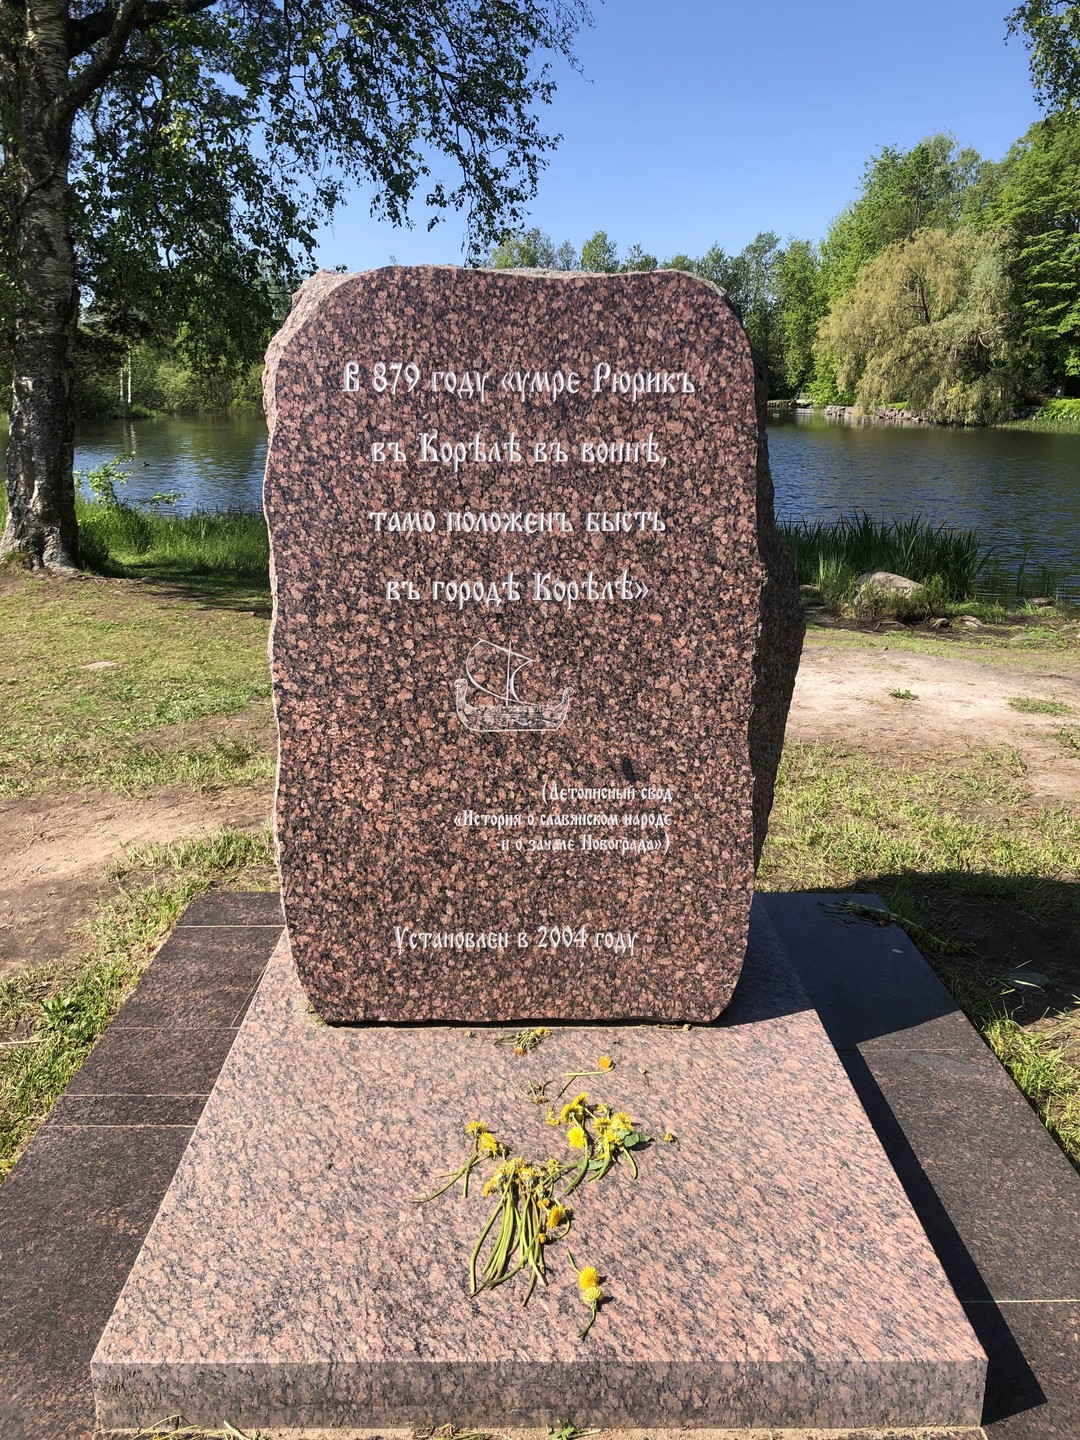 В 879 году «умре Рюрикъ
въ Корѣлѣ въ воинѣ,
тамо положенъ бысть
въ городѣ Корѣлѣ»
(Летописный свод
«История о славянском народе
и о зачале Новограда»)
Установлен в 2004 году